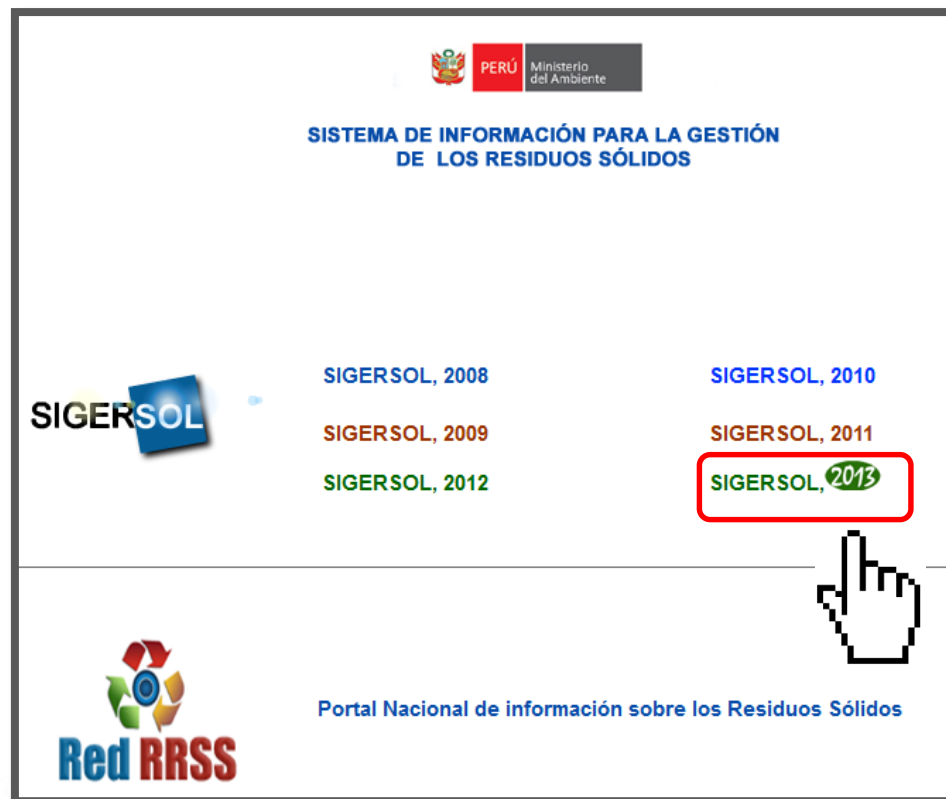 PERÚ Ministerio
del Ambiente
SISTEMA DE INFORMACIÓN PARA LA GESTIÓN
DE LOS RESIDUOS SÓLIDOS
SIGERSOL
SIGERSOL, 2008 SIGERSOL, 2010
SIGERSOL, 2009 SIGERSOL, 2011
SIGERSOL, 2012 SIGERSOL, 2013
Portal Nacional de información sobre los Residuos Sólidos
Red RRSS